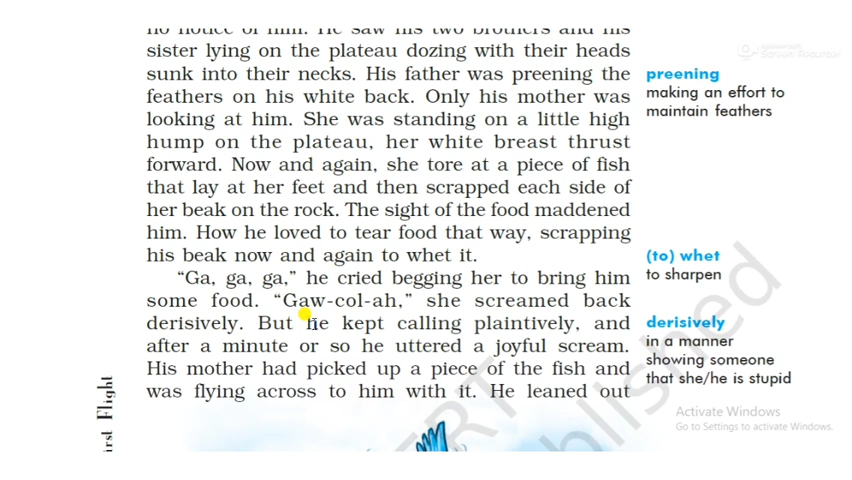 no notice of him. He saw his two brothers and his
sister lying on the plateau dozing with their heads
sunk into their necks. His father was preening the
feathers on his white back. Only his mother was
looking at him. She was standing on a little high
hump on the plateau, her white breast thrust
forward. Now and again, she tore at a piece of fish
that lay at her feet and then scrapped each side of
her beak on the rock. The sight of the food maddened
him. How he loved to tear food that way, scrapping
his beak now and again to whet it.
“Ga, ga, ga,” he cried begging her to bring him
some food. “Gaw-col-ah,” she screamed back
derisively. But he kept calling plaintively, and
after a minute or so he uttered a joyful scream.
His mother had picked up a piece of the fish and
was flying across to him with it. He leaned out
preening
making an effort to
maintain feathers
(to) whet
to sharpen
derisively
in a manner
showing someone
that she/he is stupid
irst Flight
Activate Windows
Go to Settings to activate Windows.
ERT
blished